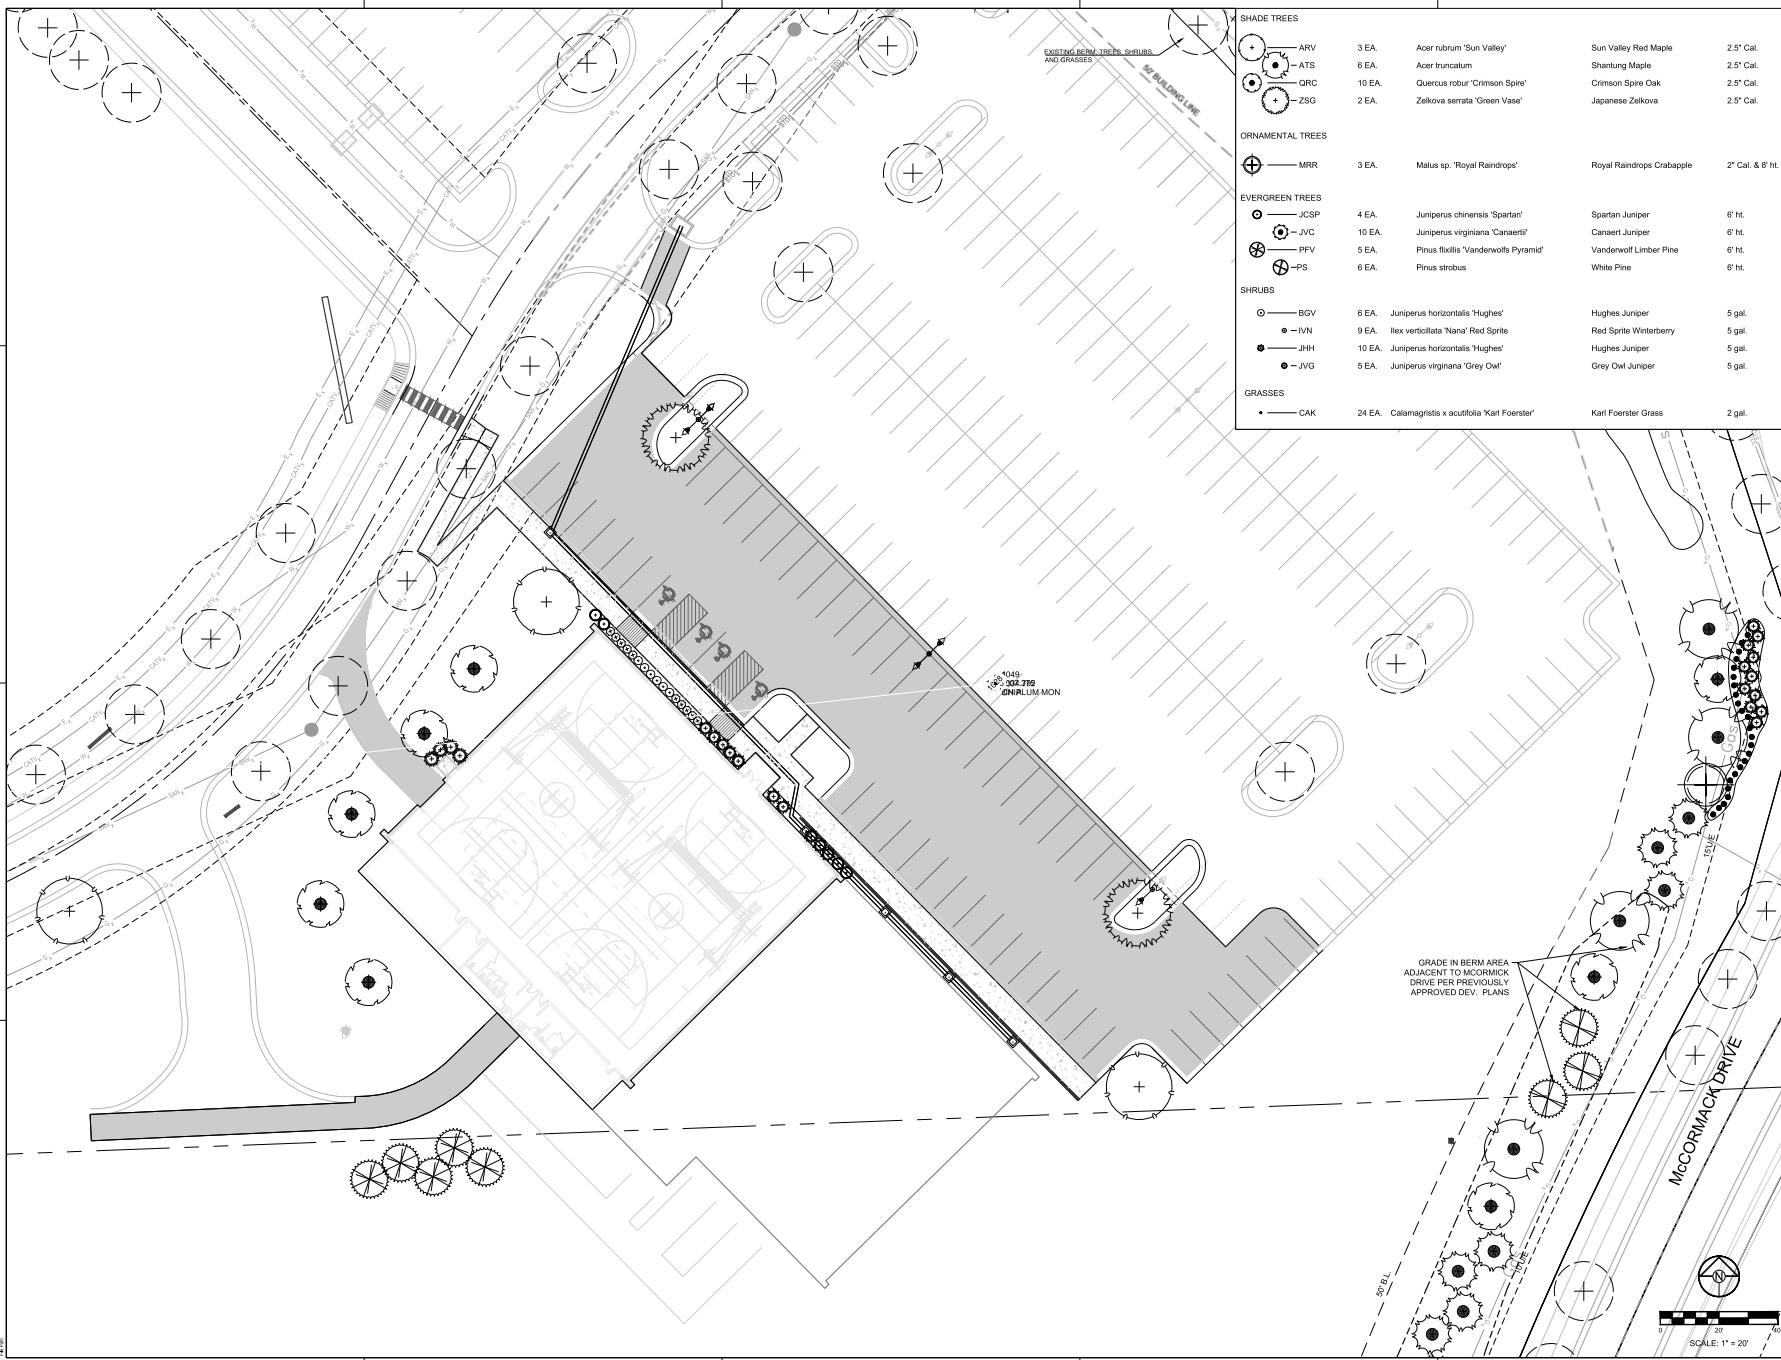 EXISTING BERM, TREES, SHRUBS,
AND GRASSES
50' BUILDING LINE
SHADE TREES
ARV 3 EA. Acer rubrum 'Sun Valley' Sun Valley Red Maple 2.5" Cal.
ATS 6 EA. Acer truncatum Shantung Maple 2.5" Cal.
QRC 10 EA. Quercus robur 'Crimson Spire' Crimson Spire Oak 2.5" Cal.
ZSG 2 EA. Zelkova serrata 'Green Vase' Japanese Zelkova 2.5" Cal.
ORNAMENTAL TREES
MRR 3 EA. Malus sp. 'Royal Raindrops' Royal Raindrops Crabapple 2" Cal. & 8' ht.
EVERGREEN TREES
JCSP 4 EA. Juniperus chinensis 'Spartan' Spartan Juniper 6' ht.
JVC 10 EA. Juniperus virginiana 'Canaertii' Canaert Juniper 6' ht.
PFV 5 EA. Pinus flixillis 'Vanderwolfs Pyramid' Vanderwolf Limber Pine 6' ht.
PS 6 EA. Pinus strobus White Pine 6' ht.
SHRUBS
BGV 6 EA. Juniperus horizontalis 'Hughes' Hughes Juniper 5 gal.
IVN 9 EA. Ilex verticillata 'Nana' Red Sprite Red Sprite Winterberry 5 gal.
JHH 10 EA. Juniperus horizontalis 'Hughes' Hughes Juniper 5 gal.
JVG 5 EA. Juniperus virginana 'Grey Owl' Grey Owl Juniper 5 gal.
GRASSES
CAK 24 EA. Calamagristis x acutifolia 'Karl Foerster' Karl Foerster Grass 2 gal.
1049
MON
Gas
15'U/E
GRADE IN BERM AREA
ADJACENT TO MCORMICK
DRIVE PER PREVIOUSLY
APPROVED DEV. PLANS
McCORMACK DRIVE
50' B.L.
10'U/E
N
0 20' 40'
SCALE: 1" = 20'